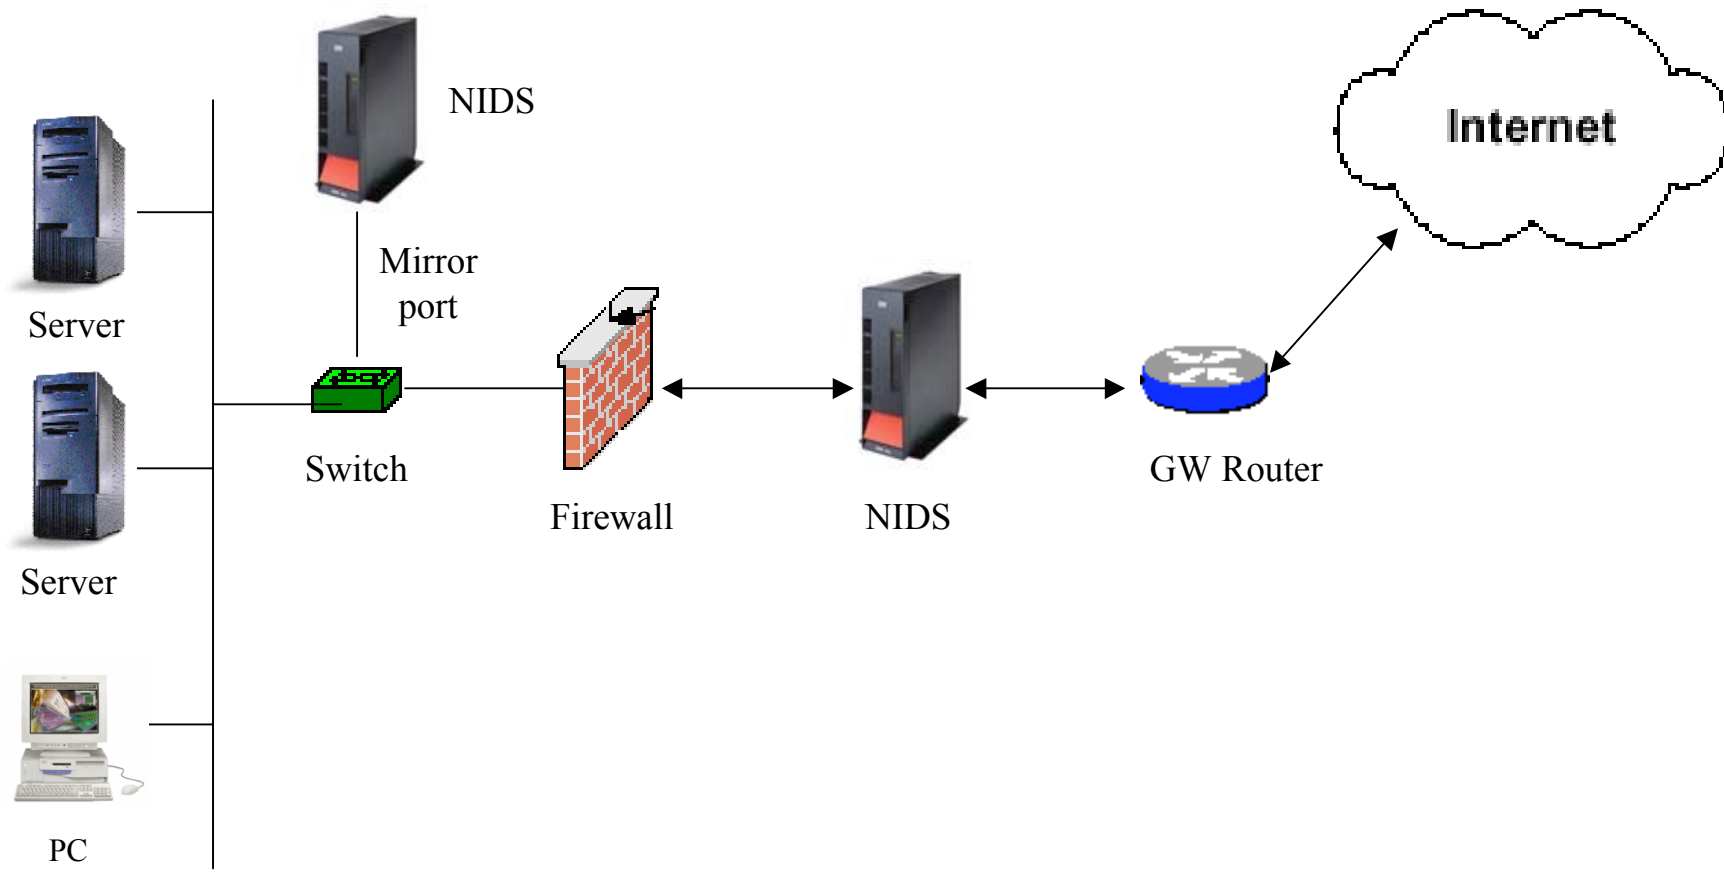 NIDS
Internet
Mirror
port
Server
Switch
GW Router
Firewall
NIDS
Server
PC